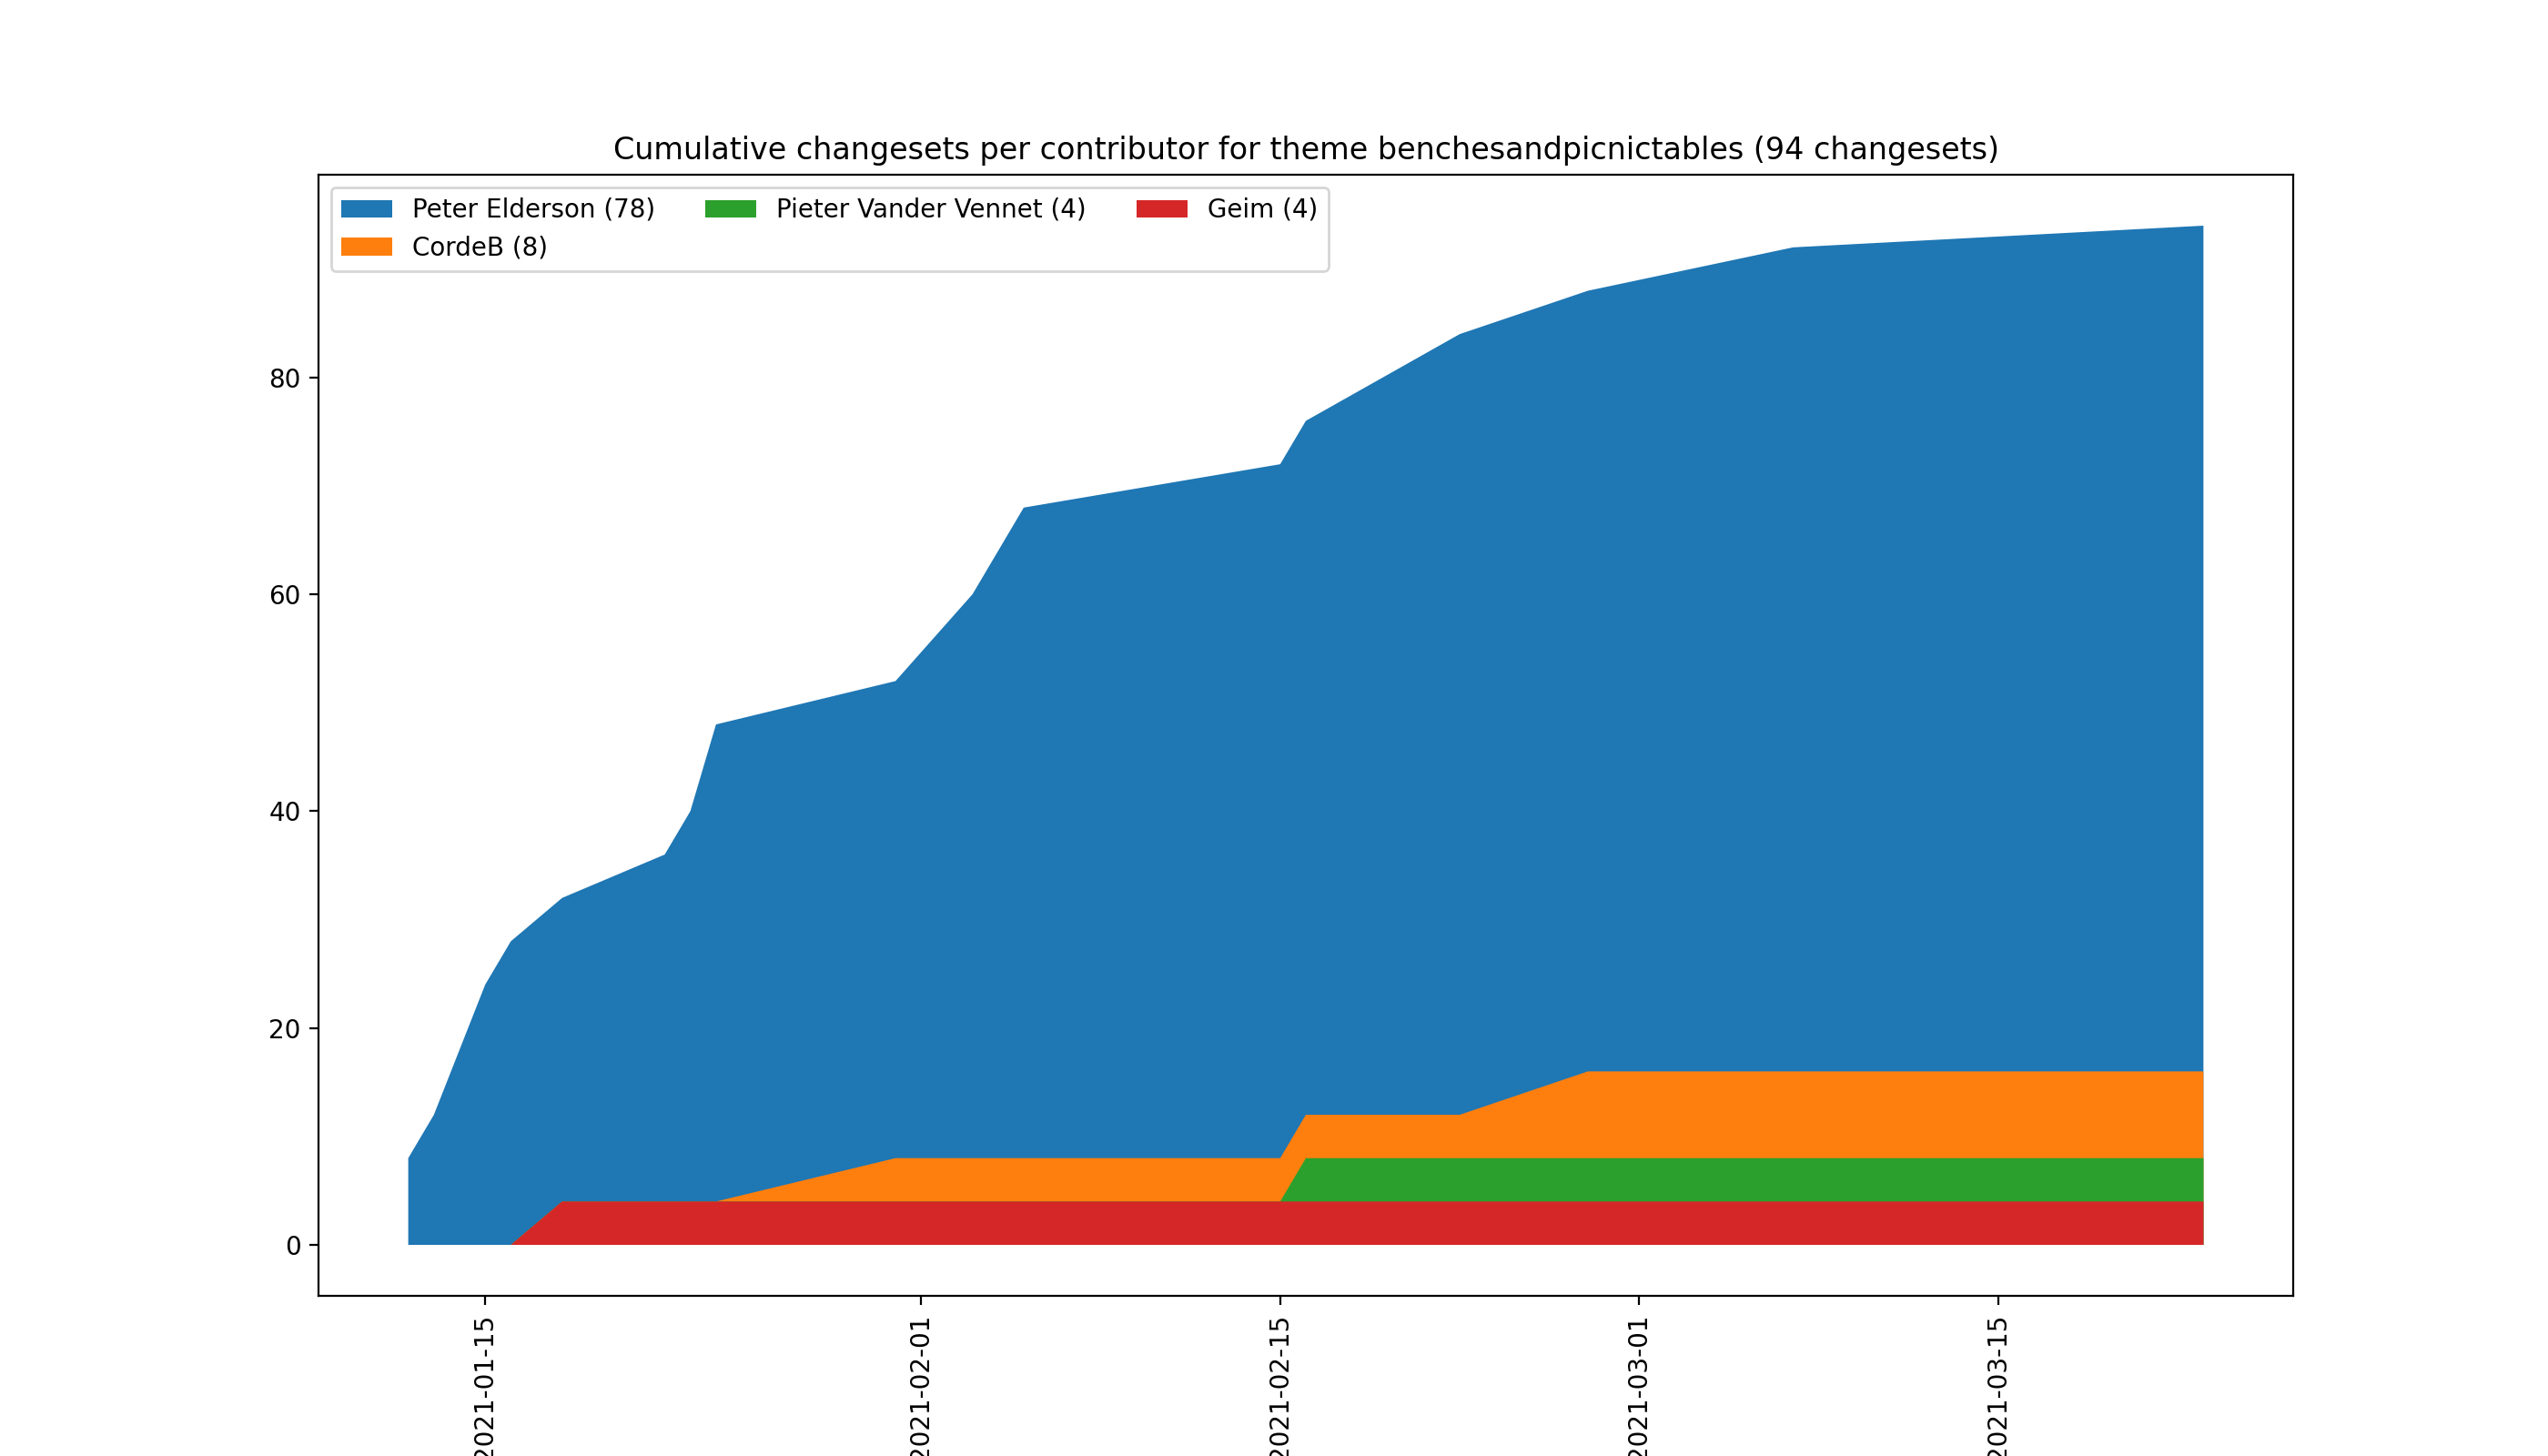 Cumulative changesets per contributor for theme benchesandpicnictables (94 changesets)
Peter Elderson (78)
CordeB (8)
Pieter Vander Vennet (4)
Geim (4)
80
60
40
20
0
2021-01-15
2021-02-01
2021-02-15
2021-03-01
2021-03-15